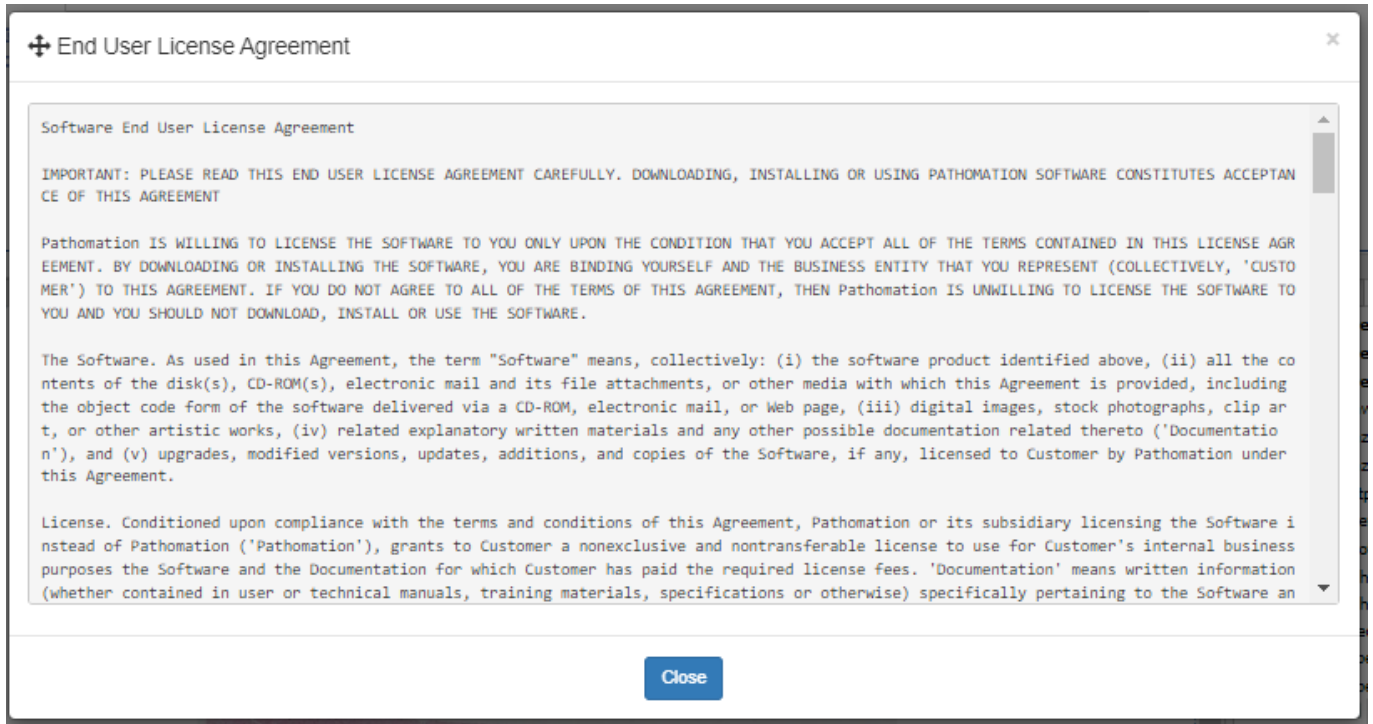 End User License Agreement
×
Software End User License Agreement
IMPORTANT: PLEASE READ THIS END USER LICENSE AGREEMENT CAREFULLY. DOWNLOADING, INSTALLING OR USING PATHOMATION SOFTWARE CONSTITUTES ACCEPTAN
CE OF THIS AGREEMENT
Pathomation IS WILLING TO LICENSE THE SOFTWARE TO YOU ONLY UPON THE CONDITION THAT YOU ACCEPT ALL OF THE TERMS CONTAINED IN THIS LICENSE AGR
EEMENT. BY DOWNLOADING OR INSTALLING THE SOFTWARE, YOU ARE BINDING YOURSELF AND THE BUSINESS ENTITY THAT YOU REPRESENT (COLLECTIVELY, 'CUSTO
MER') TO THIS AGREEMENT. IF YOU DO NOT AGREE TO ALL OF THE TERMS OF THIS AGREEMENT, THEN Pathomation IS UNWILLING TO LICENSE THE SOFTWARE TO
YOU AND YOU SHOULD NOT DOWNLOAD, INSTALL OR USE THE SOFTWARE.
The Software. As used in this Agreement, the term "Software" means, collectively: (i) the software product identified above, (ii) all the co
ntents of the disk(s), CD-ROM(s), electronic mail and its file attachments, or other media with which this Agreement is provided, including
the object code form of the software delivered via a CD-ROM, electronic mail, or Web page, (iii) digital images, stock photographs, clip ar
t, or other artistic works, (iv) related explanatory written materials and any other possible documentation related thereto ('Documentatio
n'), and (v) upgrades, modified versions, updates, additions, and copies of the Software, if any, licensed to Customer by Pathomation under
this Agreement.
License. Conditioned upon compliance with the terms and conditions of this Agreement, Pathomation or its subsidiary licensing the Software i
nstead of Pathomation ('Pathomation'), grants to Customer a nonexclusive and nontransferable license to use for Customer's internal business
purposes the Software and the Documentation for which Customer has paid the required license fees. 'Documentation' means written information
(whether contained in user or technical manuals, training materials, specifications or otherwise) specifically pertaining to the Software an
Close